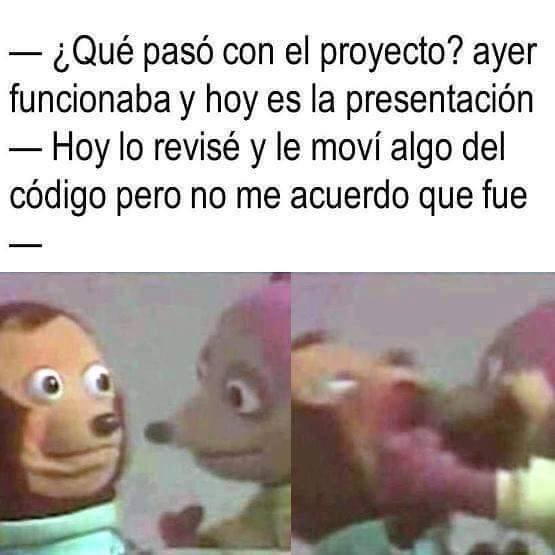 — ¿Qué pasó con el proyecto? ayer
funcionaba y hoy es la presentación
— Hoy lo revisé y le moví algo del
código pero no me acuerdo que fue
—